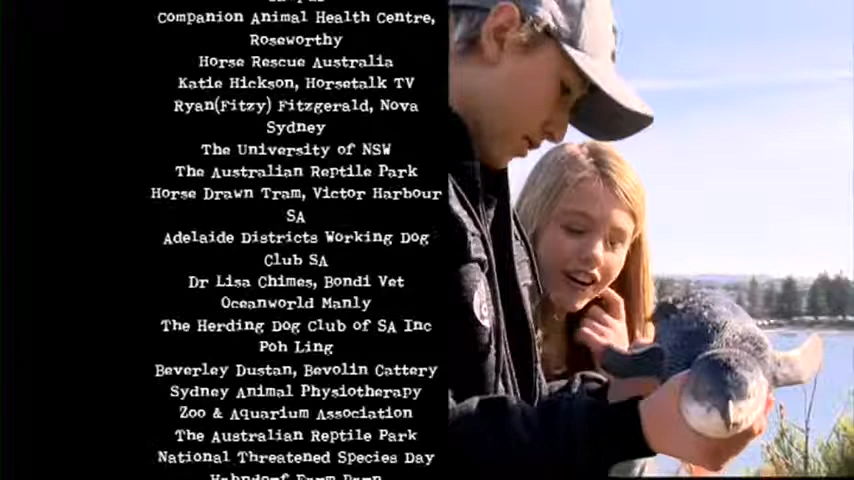 Companion Animal Health Centre,
Roseworthy
Horse Rescue Australia
Katie Hickson, Horsetalk TV
Ryan(Fitzy) Fitzgerald, Nova
Sydney
The University of NSW
The Australian Reptile Park
Horse Drawn Tram, Victor Harbour
SA
Adelaide Districts Working Dog
Club SA
Dr Lisa Chimes, Bondi Vet
Oceanworld Manly
The Herding Dog Club of SA Inc
Poh Ling
Beverley Dustan, Bevolin Cattery
Sydney Animal Physiotherapy
Zoo & Aquarium Association
The Australian Reptile Park
National Threatened Species Day